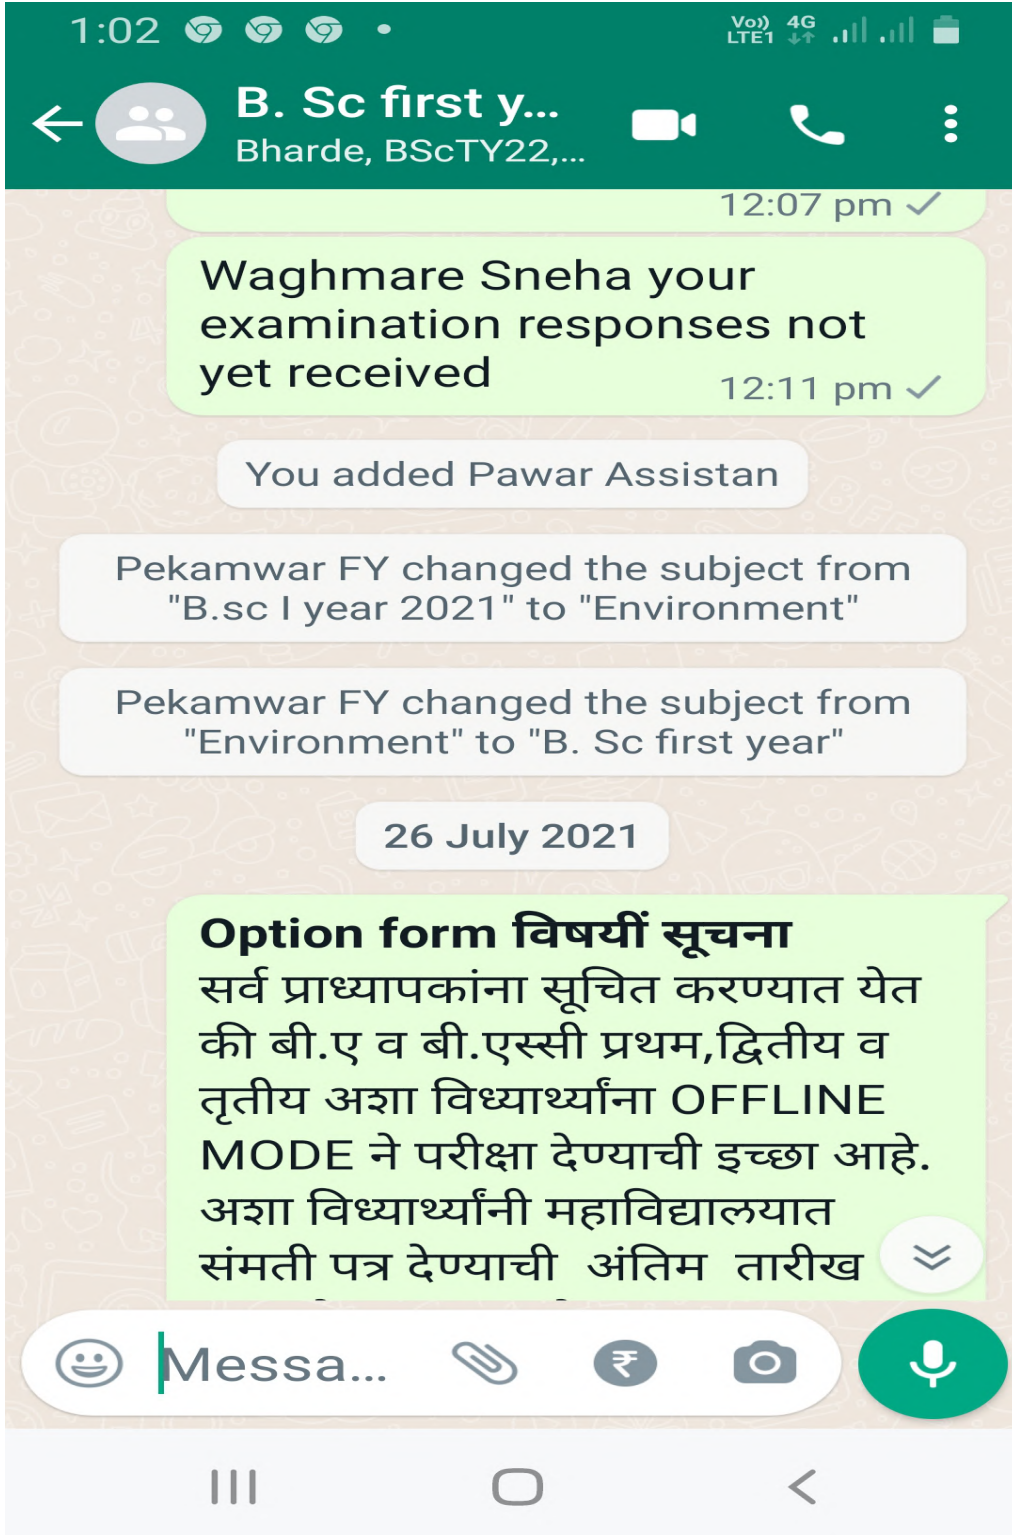 1:02
Vo)) 4G
LTE1
B. Sc first y...
Bharde, BScTY22,...
12:07 pm
Waghmare Sneha your
examination responses not
yet received
12:11 pm
You added Pawar Assistan
Pekamwar FY changed the subject from
"B.sc I year 2021" to "Environment"
Pekamwar FY changed the subject from
"Environment" to "B. Sc first year"
26 July 2021
Option form विषयीं सूचना
सर्व प्राध्यापकांना सूचित करण्यात येत
की बी.ए व बी.एस्सी प्रथम,द्वितीय व
तृतीय अशा विध्यार्थ्यांना OFFLINE
MODE ने परीक्षा देण्याची इच्छा आहे.
अशा विध्यार्थ्यांनी महाविद्यालयात
संमती पत्र देण्याची अंतिम तारीख
Messa...